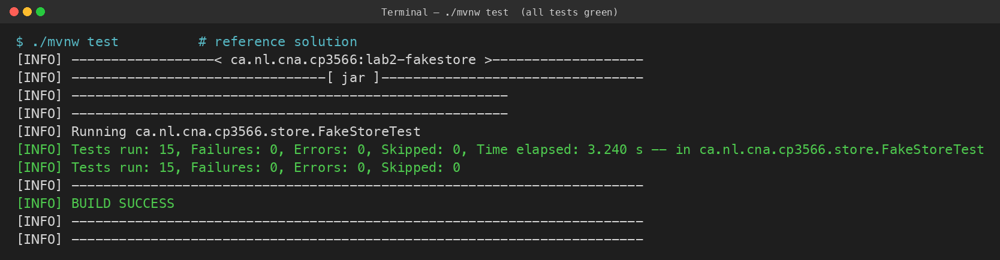 Terminal — ./mvnw test  (all tests green)
$ ./mvnw test          # reference solution
[INFO] ------------------< ca.nl.cna.cp3566:lab2-fakestore >-------------------
[INFO] --------------------------------[ jar ]---------------------------------
[INFO] -------------------------------------------------------
[INFO] -------------------------------------------------------
[INFO] Running ca.nl.cna.cp3566.store.FakeStoreTest
[INFO] Tests run: 15, Failures: 0, Errors: 0, Skipped: 0, Time elapsed: 3.240 s -- in ca.nl.cna.cp3566.store.FakeStoreTest
[INFO] Tests run: 15, Failures: 0, Errors: 0, Skipped: 0
[INFO] ------------------------------------------------------------------------
[INFO] BUILD SUCCESS
[INFO] ------------------------------------------------------------------------
[INFO] ------------------------------------------------------------------------